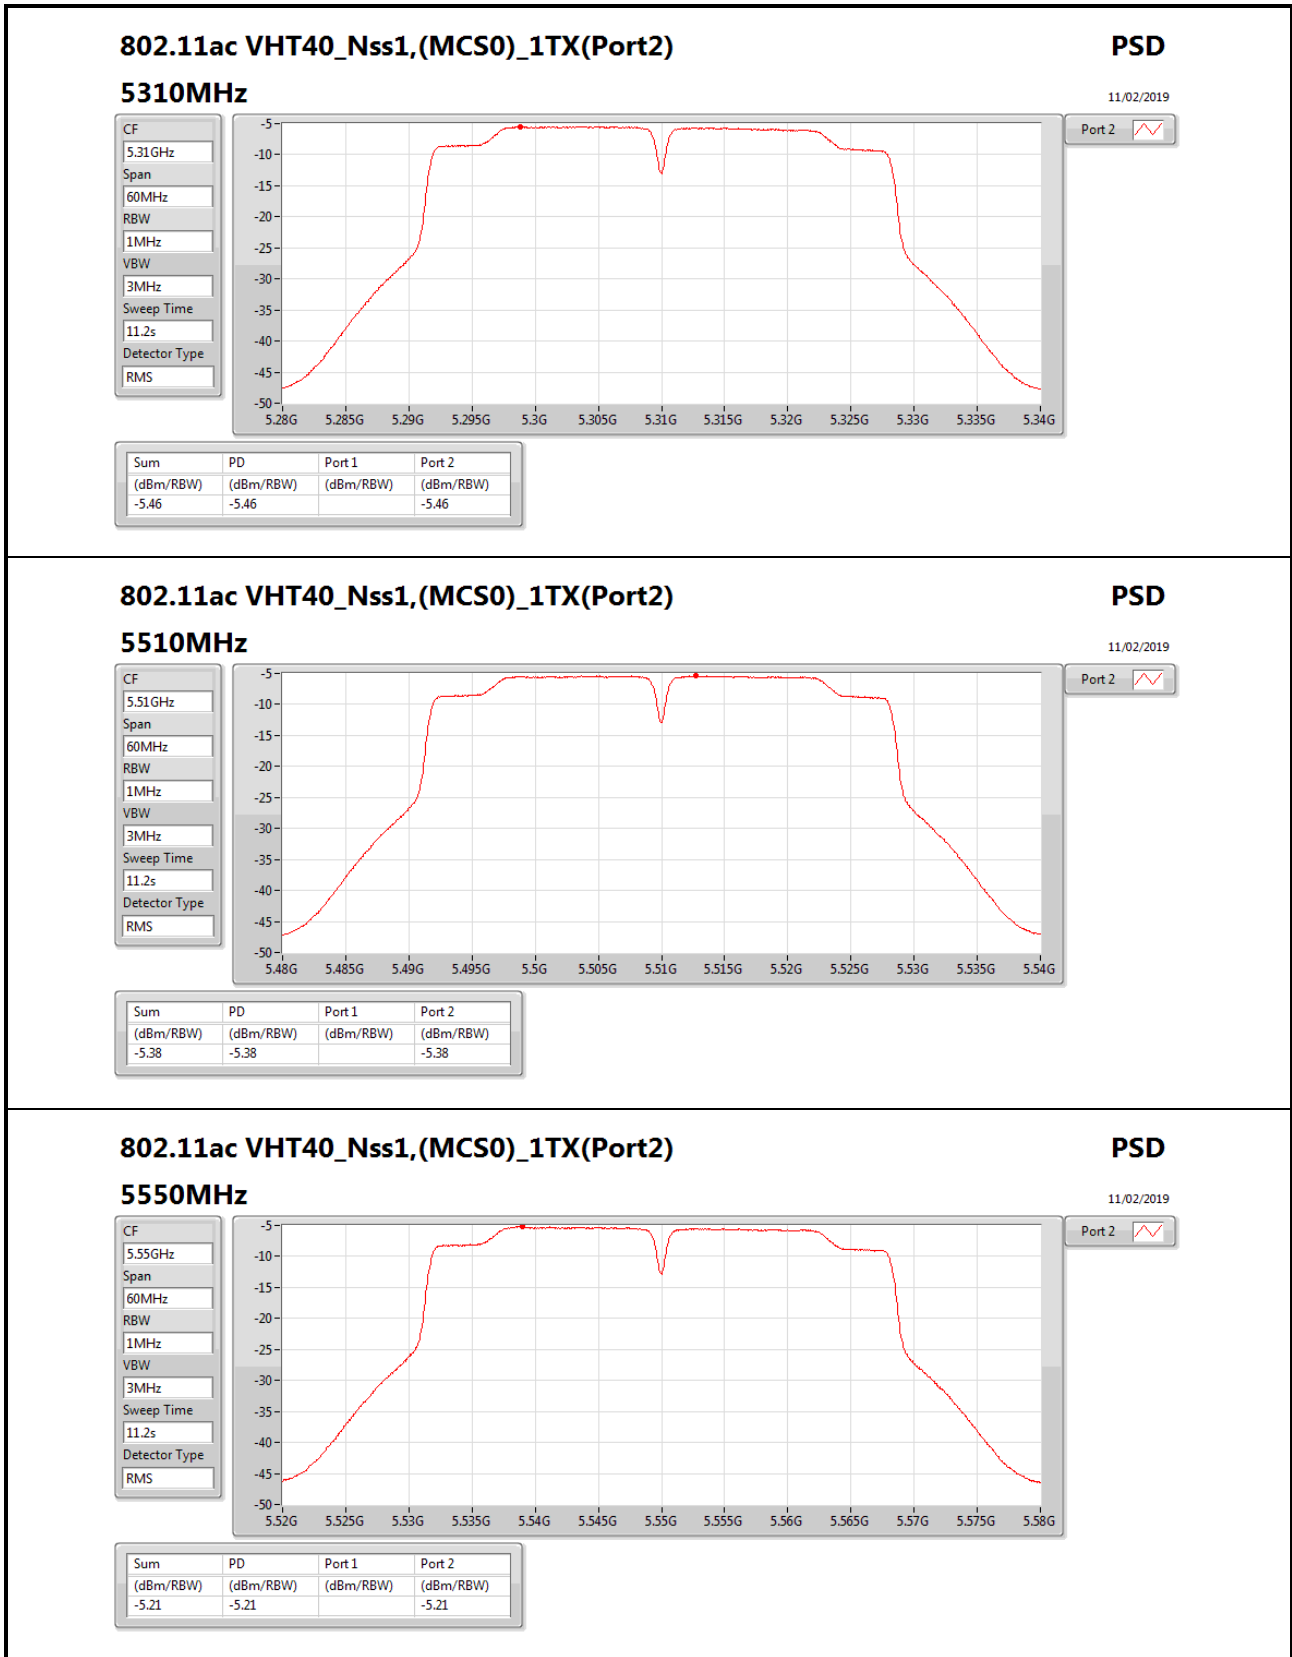 802.11ac VHT40_Nss1,(MCS0)_1TX(Port2) PSD
5310MHz 11/02/2019
CF
5.31GHz
Span
60MHz
RBW
1MHz
VBW
3MHz
Sweep Time
11.2s
Detector Type
RMS
-5
-10
-15
-20
-25
-30
-35
-40
-45
-50
5.28G 5.285G 5.29G 5.295G 5.3G 5.305G 5.31G 5.315G 5.32G 5.325G 5.33G 5.335G 5.34G
Port 2
Sum PD Port 1 Port 2
(dBm/RBW) (dBm/RBW) (dBm/RBW) (dBm/RBW)
-5.46 -5.46 -5.46
802.11ac VHT40_Nss1,(MCS0)_1TX(Port2) PSD
5510MHz 11/02/2019
CF
5.51GHz
Span
60MHz
RBW
1MHz
VBW
3MHz
Sweep Time
11.2s
Detector Type
RMS
-5
-10
-15
-20
-25
-30
-35
-40
-45
-50
5.48G 5.485G 5.49G 5.495G 5.5G 5.505G 5.51G 5.515G 5.52G 5.525G 5.53G 5.535G 5.54G
Port 2
Sum PD Port 1 Port 2
(dBm/RBW) (dBm/RBW) (dBm/RBW) (dBm/RBW)
-5.38 -5.38 -5.38
802.11ac VHT40_Nss1,(MCS0)_1TX(Port2) PSD
5550MHz 11/02/2019
CF
5.55GHz
Span
60MHz
RBW
1MHz
VBW
3MHz
Sweep Time
11.2s
Detector Type
RMS
-5
-10
-15
-20
-25
-30
-35
-40
-45
-50
5.52G 5.525G 5.53G 5.535G 5.54G 5.545G 5.55G 5.555G 5.56G 5.565G 5.57G 5.575G 5.58G
Port 2
Sum PD Port 1 Port 2
(dBm/RBW) (dBm/RBW) (dBm/RBW) (dBm/RBW)
-5.21 -5.21 -5.21